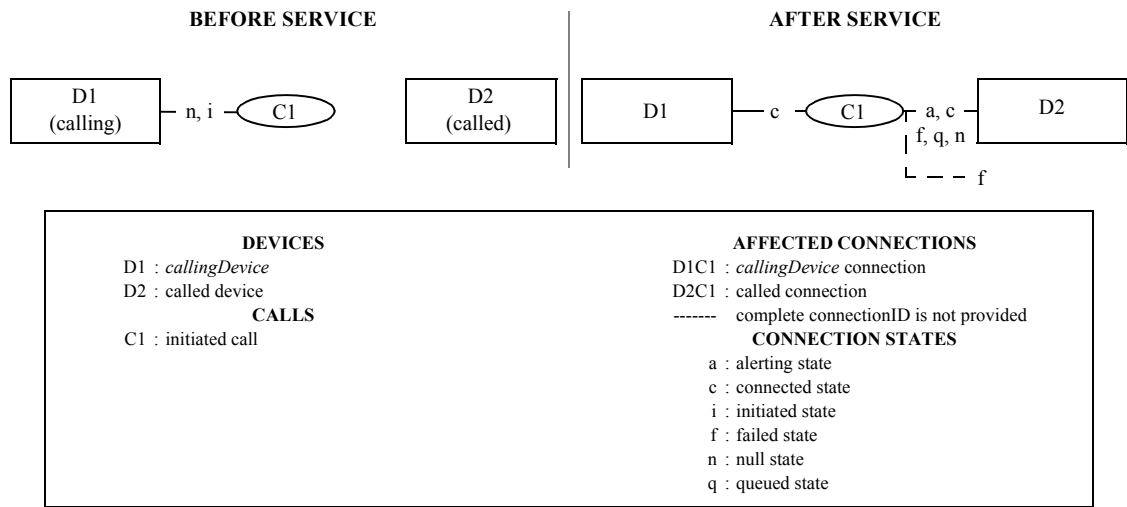 BEFORE SERVICE
AFTER SERVICE
D1
(calling)
n, i
C1
D2
(called)
D1
c
C1
a, c
f, q, n
D2
f
DEVICES
D1 : callingDevice
D2 : called device
CALLS
C1 : initiated call
AFFECTED CONNECTIONS
D1C1 : callingDevice connection
D2C1 : called connection
------- complete connectionID is not provided
CONNECTION STATES
a : alerting state
c : connected state
i : initiated state
f : failed state
n : null state
q : queued state